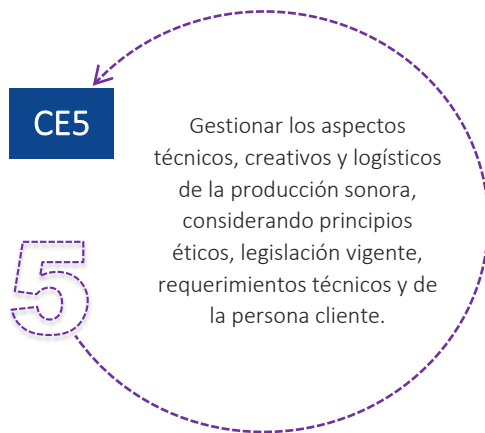 CE5
Gestionar los aspectos
técnicos, creativos y logísticos
de la producción sonora,
considerando principios
éticos, legislación vigente,
requerimientos técnicos y de
la persona cliente.
5